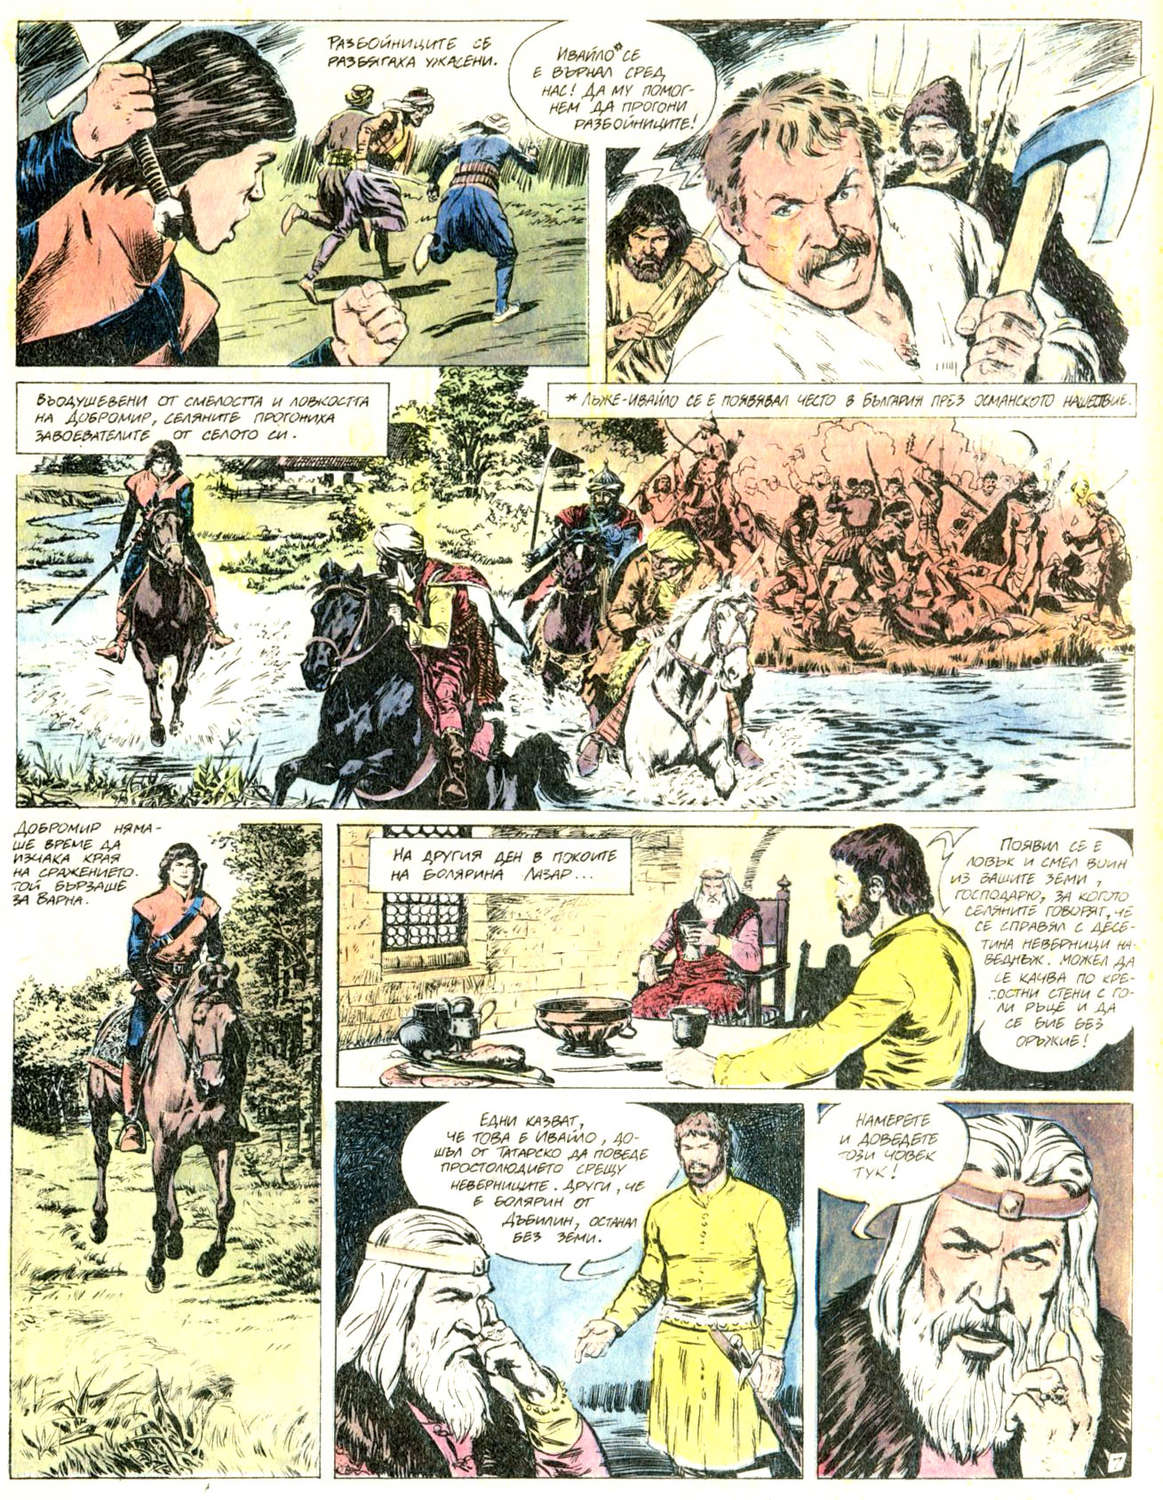 Разбойниците се
разбягаха ужасени.
Ивайло* се
е върнал сред
нас! Да му помог-
нем да прогони
разбойниците!
Въодушевени от смелостта и ловкостта
на Добромир, селяните прогониха
завоевателите от селото си.
* Лъже-Ивайло се е появявал често в България през османското нашествие.
Добромир няма-
ше време да
изчака края
на сражението.
Той бързаше
за Варна.
На другия ден в покоите
на болярина Лазар...
Появил се е
ловък и смел воин
из вашите земи,
господарю, за когото
селяните говорят, че
се справял с десе-
тина неверници на-
веднъж. Можел да
се качва по кре-
постни стени с го-
ли ръце и да
се бие без
оръжие!
Едни казват,
че това е Ивайло, до-
шъл от Татарско да поведе
простолюдието срещу
неверниците. Други, че
е болярин от
Дъбилин, останал
без земи.
Намерете
и доведете
този човек
тук!
7